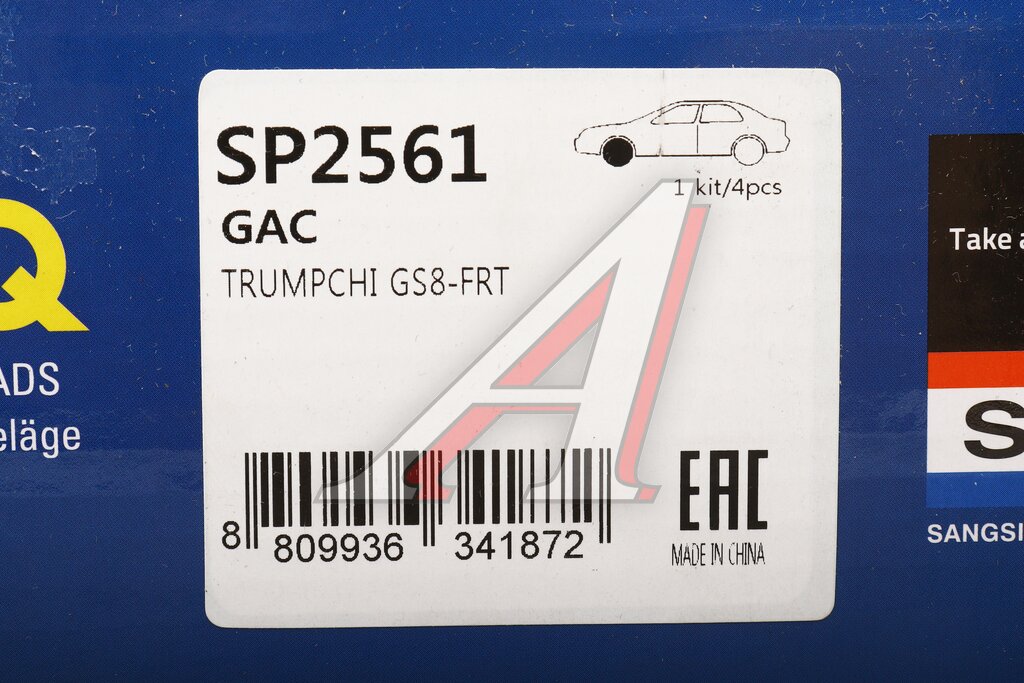 SP2561
GAC
TRUMPCHI GS8-FRT
1 kit/4pcs
8 809936 341872
EAC
MADE IN CHINA
Q
ADS
eläge
Take a
S
SANGSI
A